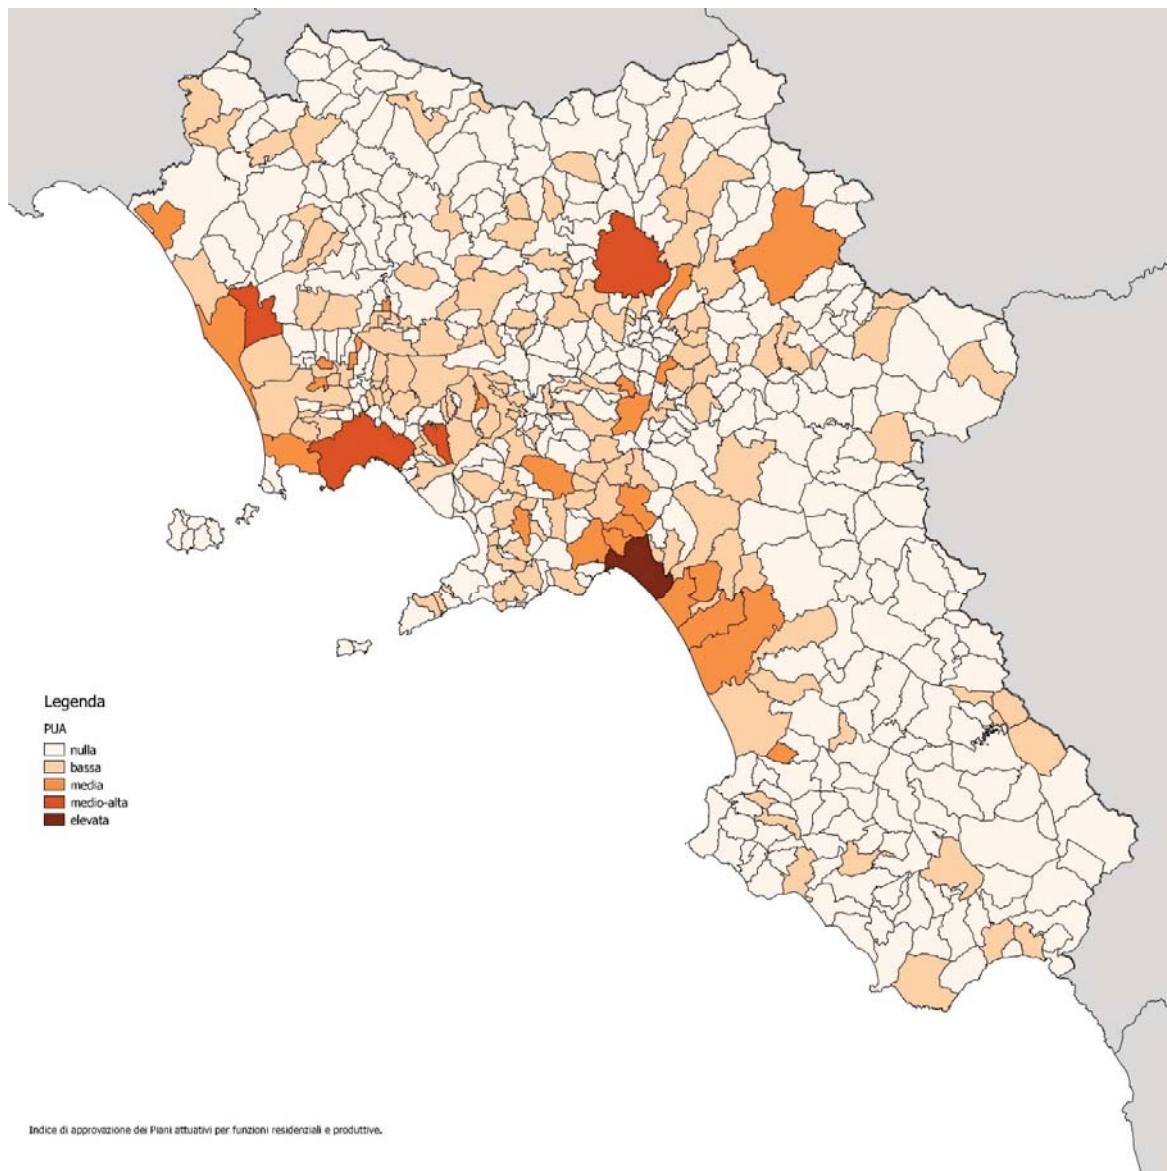 Legenda
PUA
nulla
bassa
media
medio-alta
elevata
Indice di approvazione dei Piani attuativi per funzioni residenziali e produttive.